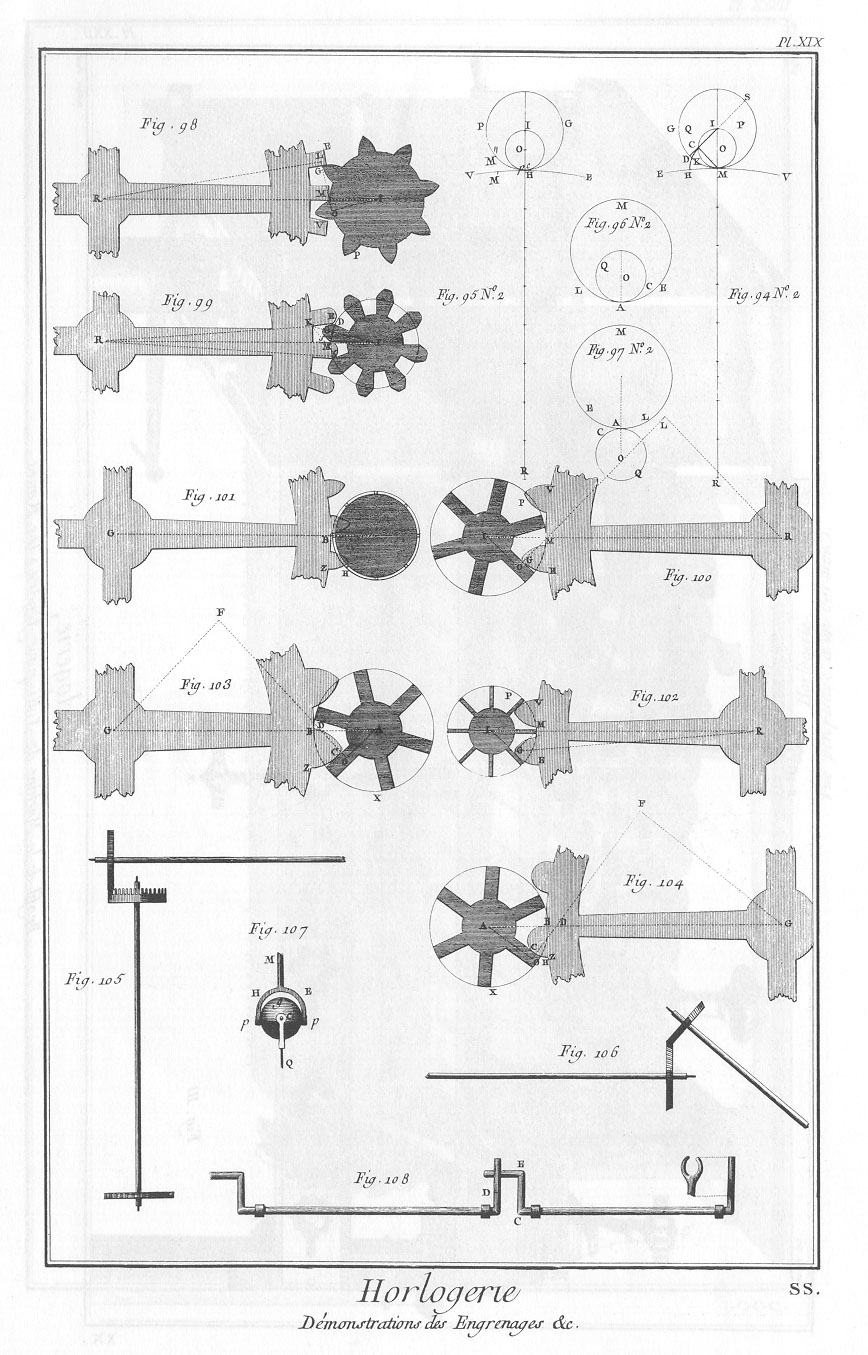 Pl. XIX
Fig. 98
E
L
G
R
M
I
G
V
P
P
I
G
O
M
V
M
H
E
S
G
Q
I
P
C
O
D
K
E
H
M
V
M
Fig. 96 N.o 2
Q
O
L
C
E
A
Fig. 95 N.o 2
Fig. 94 N.o 2
Fig. 99
R
D
M
M
Fig. 97 N.o 2
E
L
A
C
L
O
Q
R
R
Fig. 101
G
B
Z
H
P
V
I
M
R
G
O
H
Fig. 100
F
Fig. 103
G
B
D
A
C
O
Z
X
Fig. 102
P
V
I
M
R
G
H
F
Fig. 104
A
B
D
G
C
O
H
Z
X
Fig. 105
Fig. 107
M
H
E
g
C
p
p
Q
Fig. 106
Fig. 108
E
D
C
Horlogerie
SS.
Démonstrations des Engrenages &c.